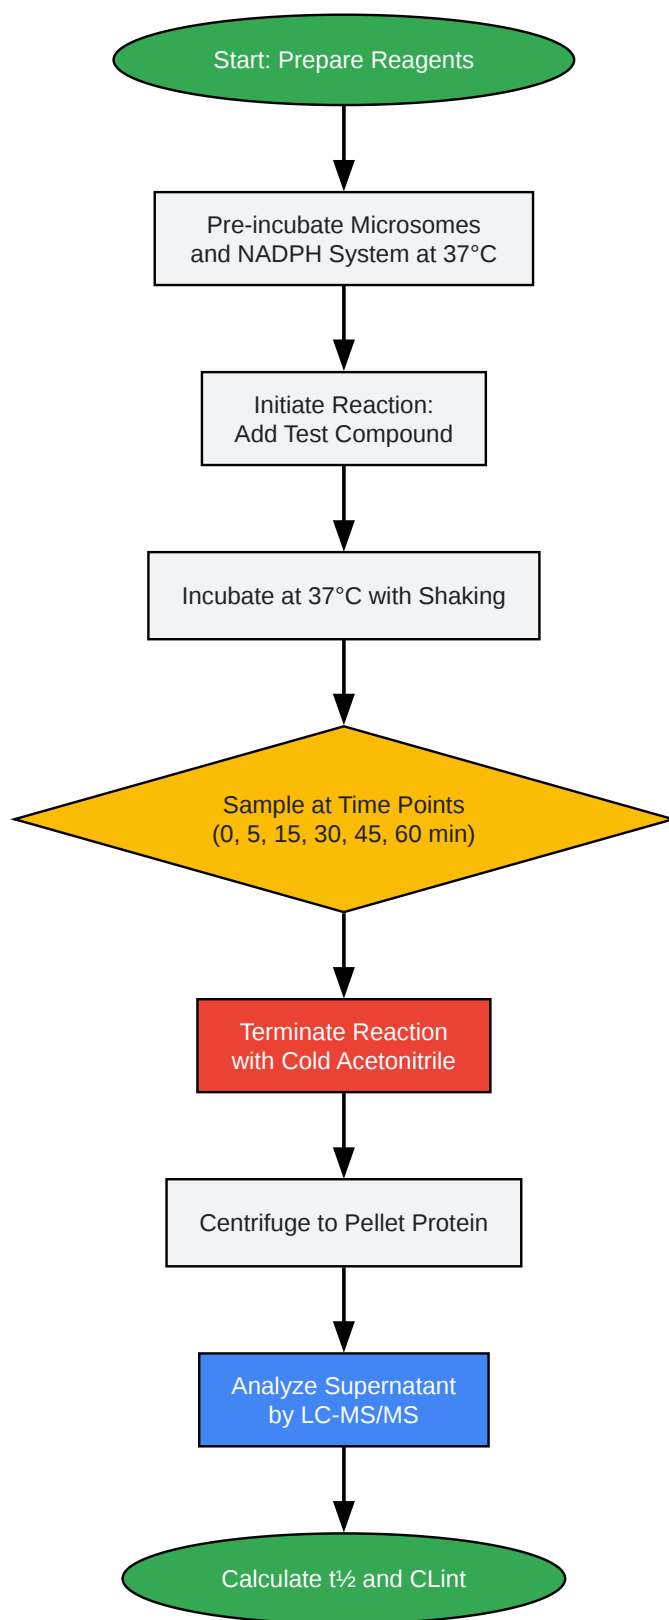 Start: Prepare Reagents
Pre-incubate Microsomes
and NADPH System at 37°C
Initiate Reaction:
Add Test Compound
Incubate at 37°C with Shaking
Sample at Time Points
(0, 5, 15, 30, 45, 60 min)
Terminate Reaction
with Cold Acetonitrile
Centrifuge to Pellet Protein
Analyze Supernatant
by LC-MS/MS
Calculate t½ and CLint